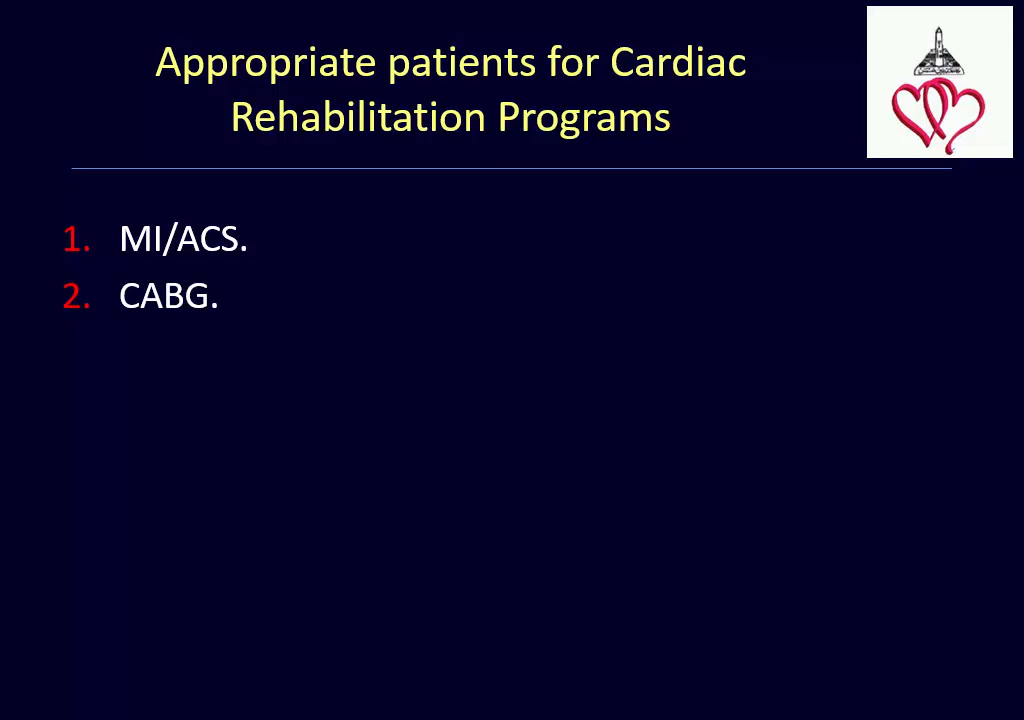 Appropriate patients for Cardiac
Rehabilitation Programs
1. MI/ACS.
2. CABG.